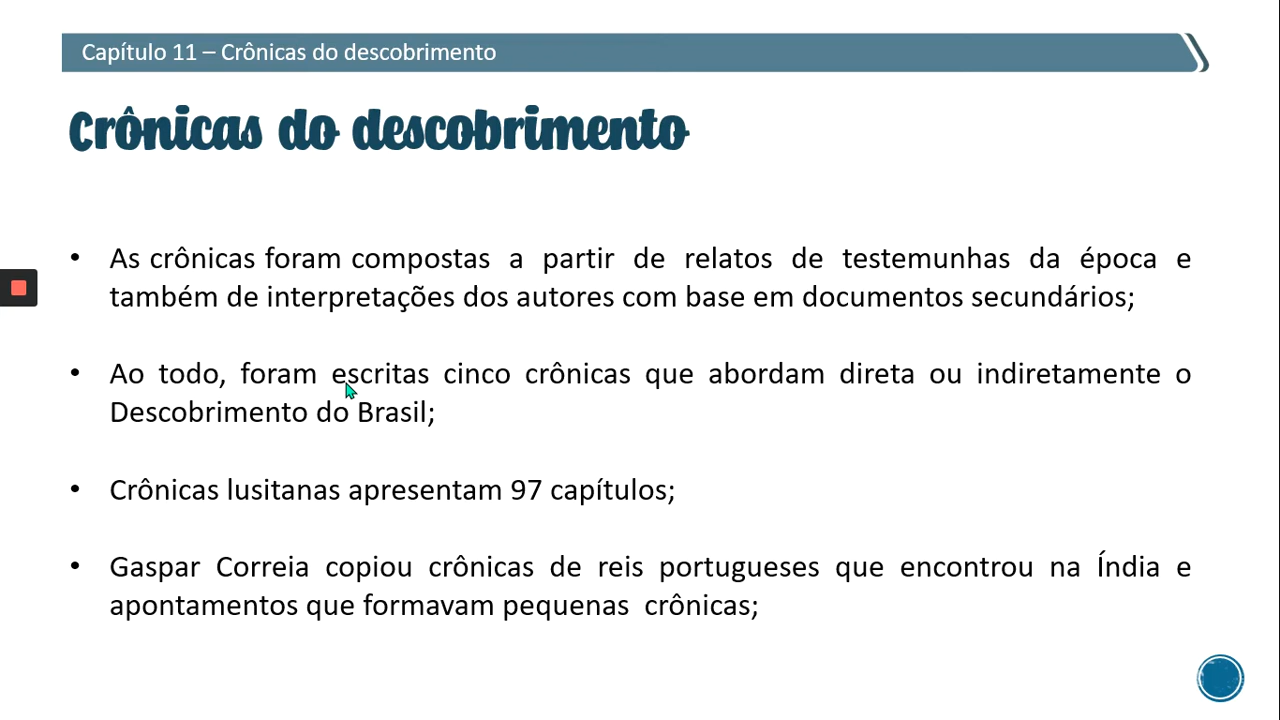 Capítulo 11 – Crônicas do descobrimento
Crônicas do descobrimento
• As crônicas foram compostas a partir de relatos de testemunhas da época e
também de interpretações dos autores com base em documentos secundários;
• Ao todo, foram escritas cinco crônicas que abordam direta ou indiretamente o
Descobrimento do Brasil;
• Crônicas lusitanas apresentam 97 capítulos;
• Gaspar Correia copiou crônicas de reis portugueses que encontrou na Índia e
apontamentos que formavam pequenas crônicas;